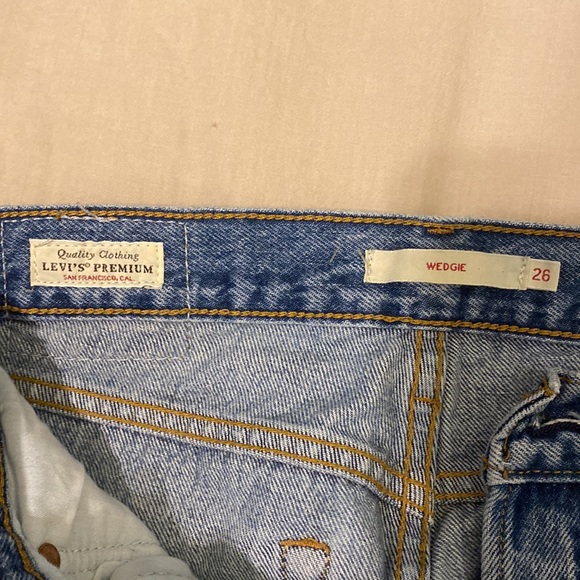 Quality Clothing
LEVI'S® PREMIUM
SAN FRANCISCO, CAL.
WEDGIE
26